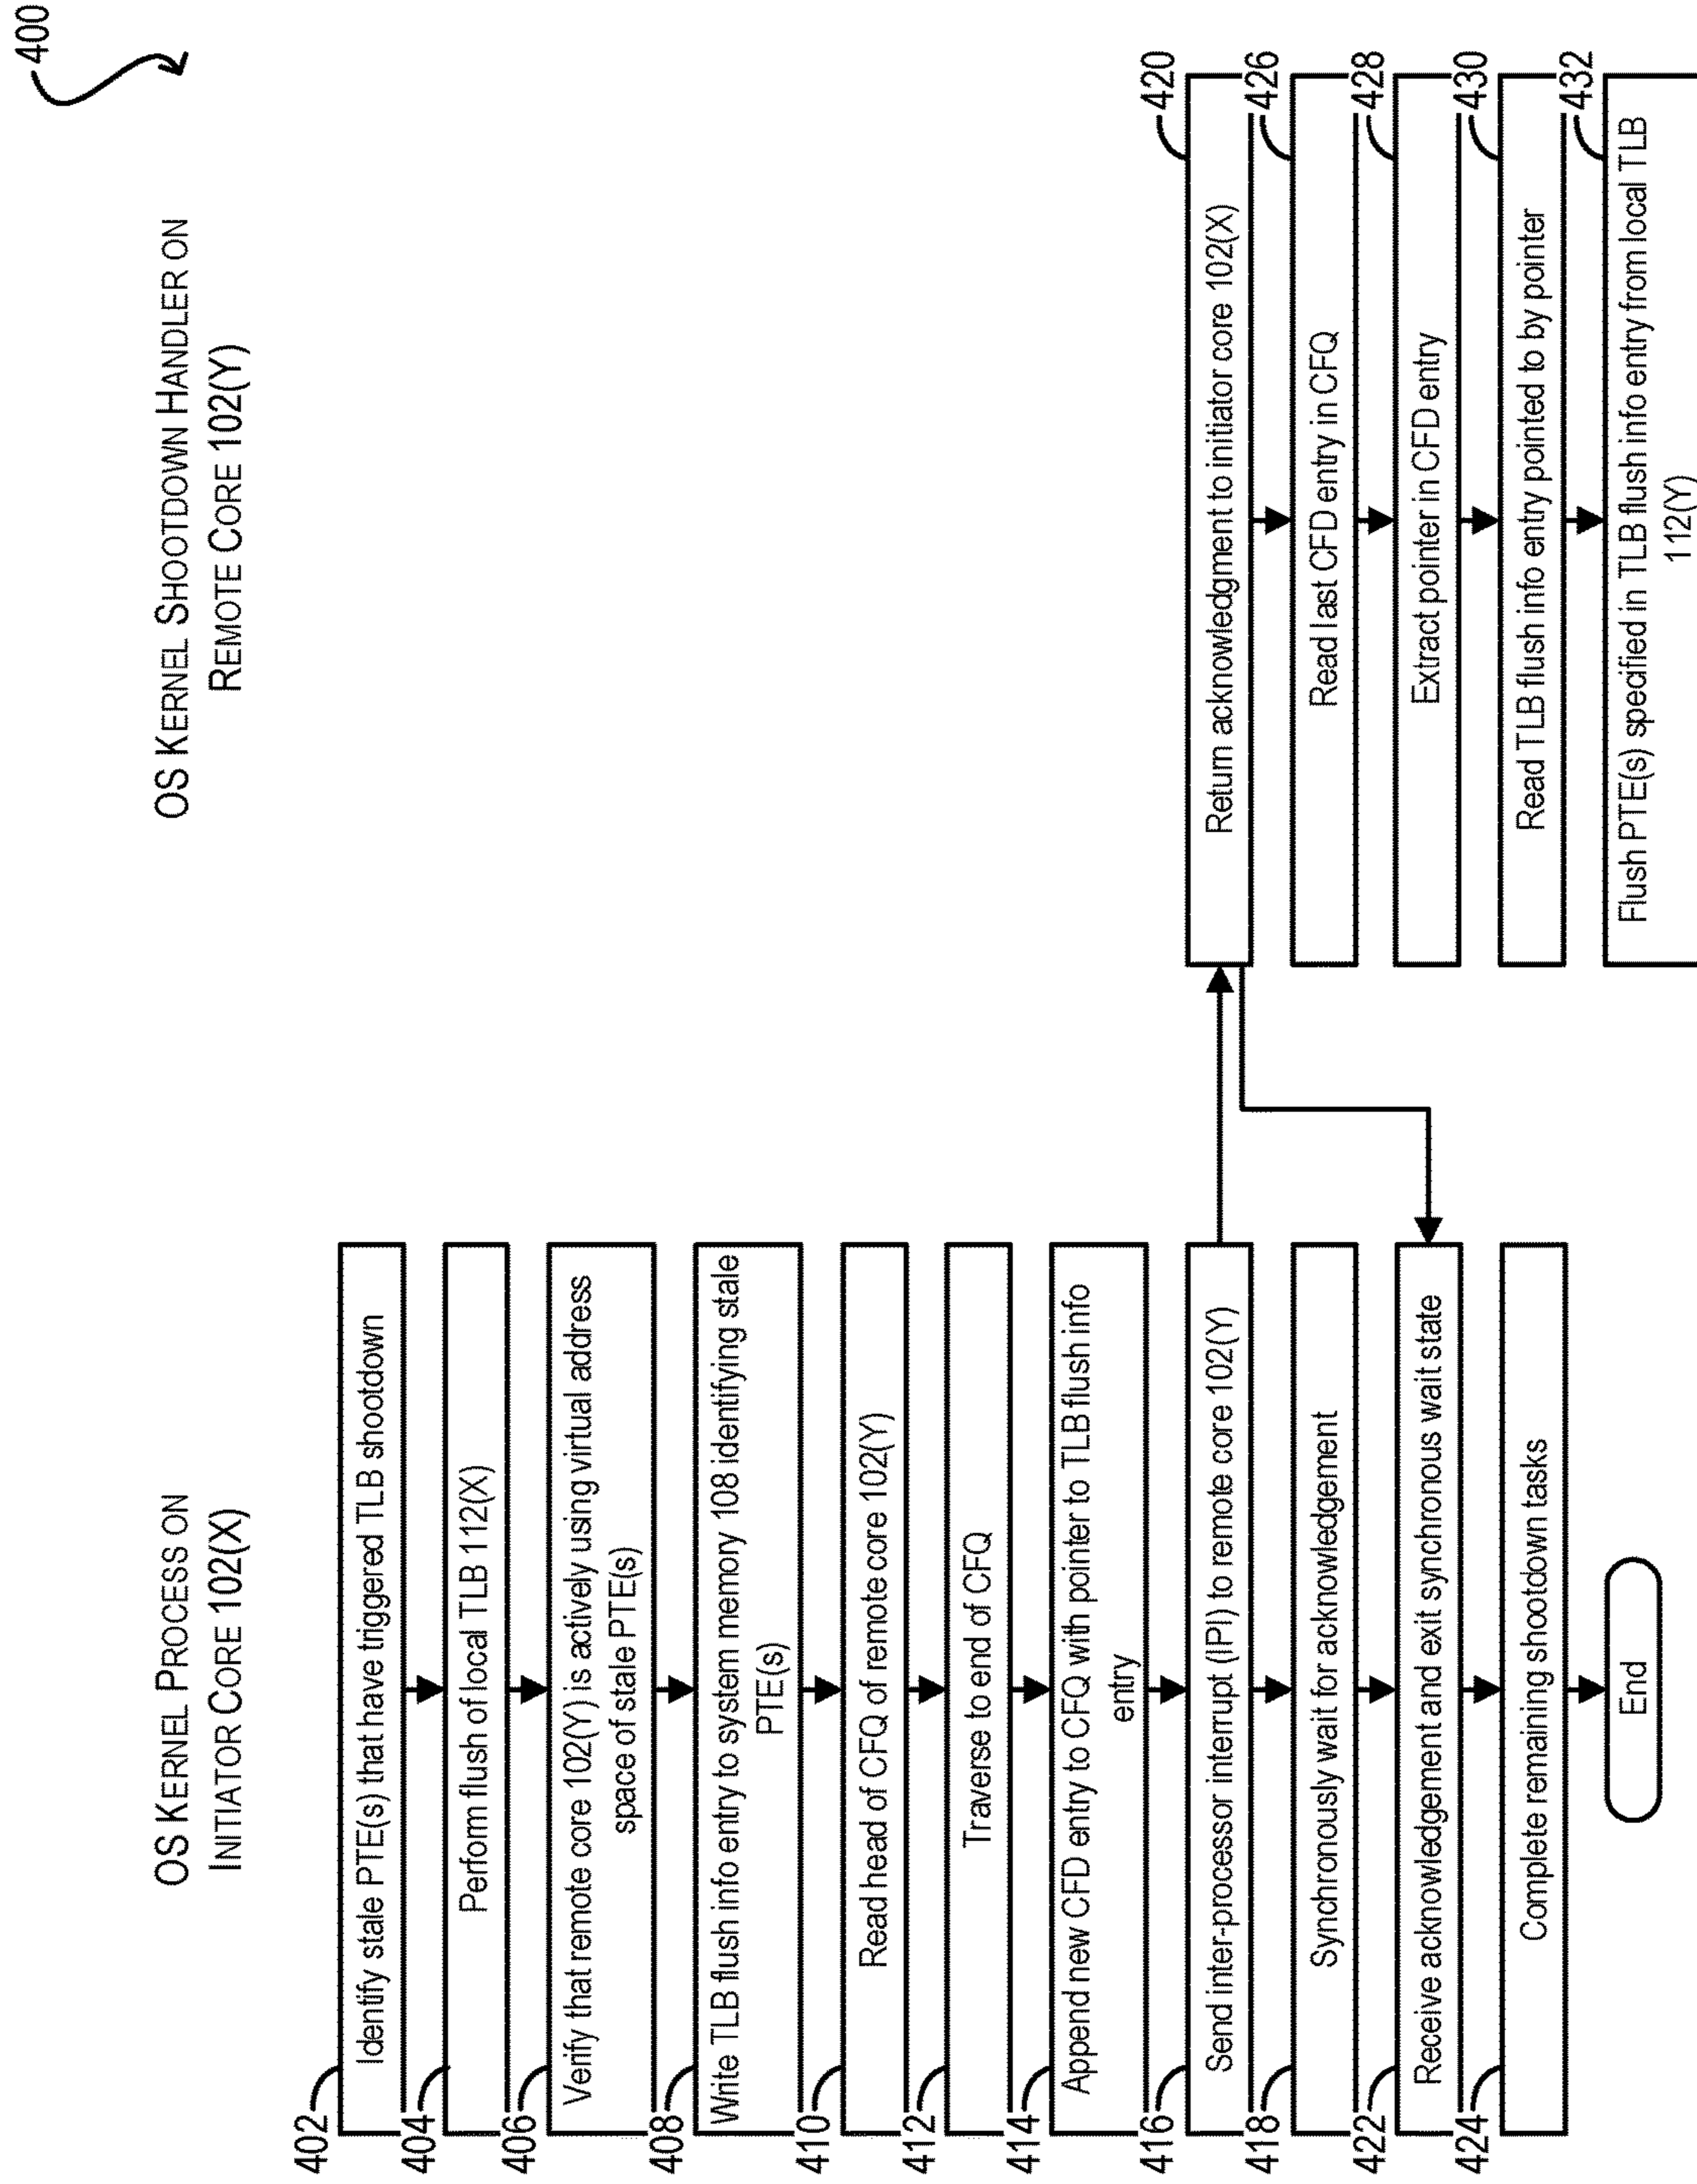 400
OS KERNEL PROCESS ON
INITIATOR CORE 102(X)
402
Identify stale PTE(s) that have triggered TLB shootdown
404
Perform flush of local TLB 112(X)
406
Verify that remote core 102(Y) is actively using virtual address
space of stale PTE(s)
408
Write TLB flush info entry to system memory 108 identifying stale
PTE(s)
410
Read head of CFQ of remote core 102(Y)
412
Traverse to end of CFQ
414
Append new CFD entry to CFQ with pointer to TLB flush info
entry
416
Send inter-processor interrupt (IPI) to remote core 102(Y)
418
Synchronously wait for acknowledgement
422
Receive acknowledgement and exit synchronous wait state
424
Complete remaining shootdown tasks
End
OS KERNEL SHOOTDOWN HANDLER ON
REMOTE CORE 102(Y)
420
Return acknowledgment to initiator core 102(X)
426
Read last CFD entry in CFQ
428
Extract pointer in CFD entry
430
Read TLB flush info entry pointed to by pointer
432
Flush PTE(s) specified in TLB flush info entry from local TLB
112(Y)